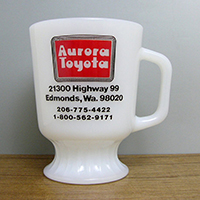 Aurora
Toyota
21300 Highway 99
Edmonds, Wa. 98020
206-775-4422
1-800-562-9171